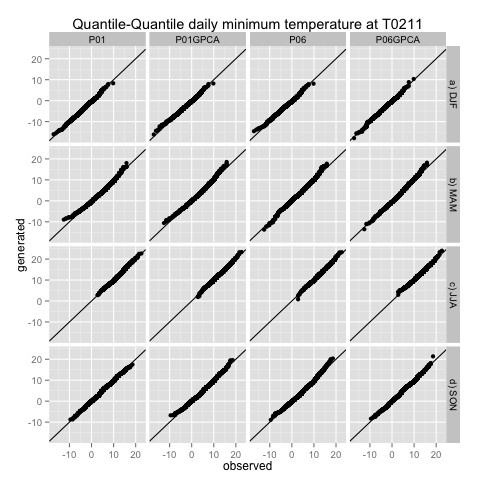 Quantile-Quantile daily minimum temperature at T0211
P01 P01GPCA P06 P06GPCA
20
10
0
-10
a) DJF
20
10
0
-10
b) MAM
20
10
0
-10
c) JJA
20
10
0
-10
d) SON
generated
-10 0 10 20 -10 0 10 20 -10 0 10 20 -10 0 10 20
observed